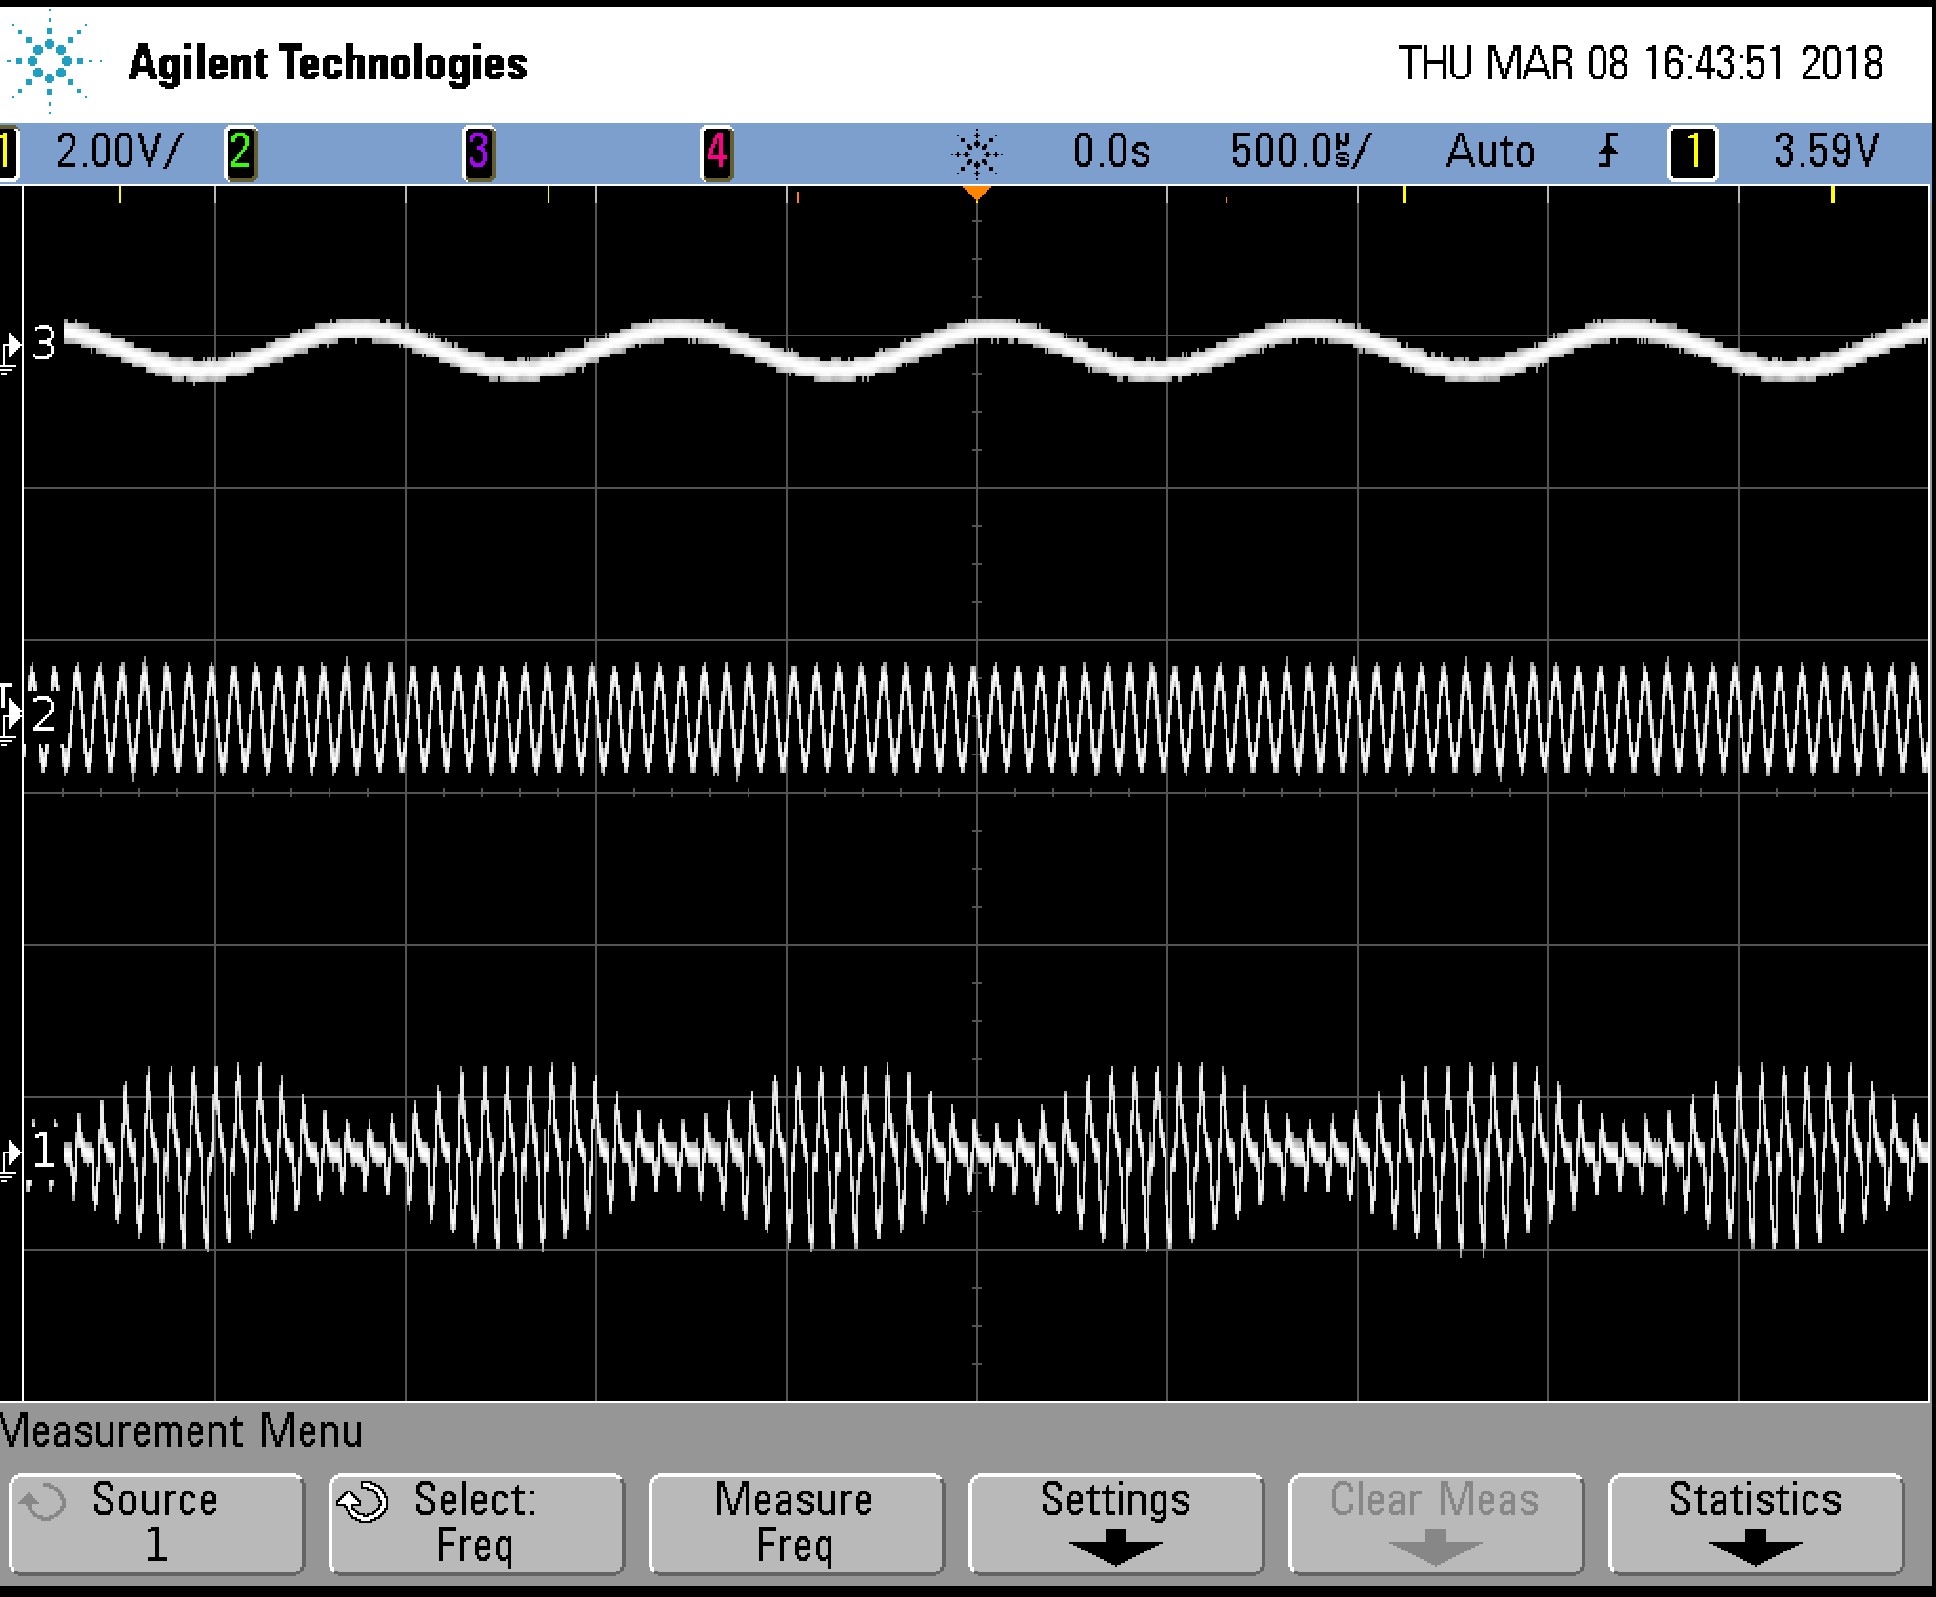 Agilent Technologies THU MAR 08 16:43:51 2018
1 2.00V/ 2 3 4 0.0s 500.0µs/ Auto 1 3.59V
3
2
1
Measurement Menu
Source Select: Measure Settings Clear Meas Statistics
1 Freq Freq